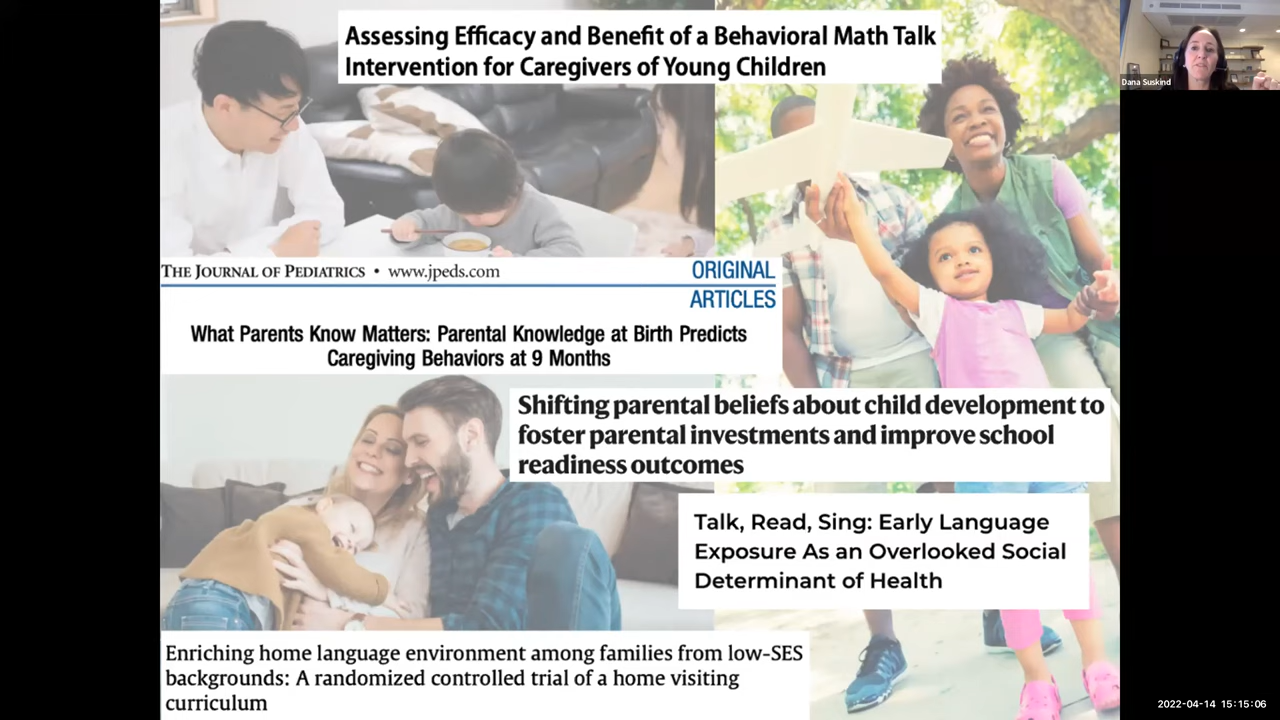 Assessing Efficacy and Benefit of a Behavioral Math Talk
Intervention for Caregivers of Young Children
Dana Suskind
THE JOURNAL OF PEDIATRICS • www.jpeds.com
ORIGINAL
ARTICLES
What Parents Know Matters: Parental Knowledge at Birth Predicts
Caregiving Behaviors at 9 Months
Shifting parental beliefs about child development to
foster parental investments and improve school
readiness outcomes
Talk, Read, Sing: Early Language
Exposure As an Overlooked Social
Determinant of Health
Enriching home language environment among families from low-SES
backgrounds: A randomized controlled trial of a home visiting
curriculum
2022-04-14 15:15:06